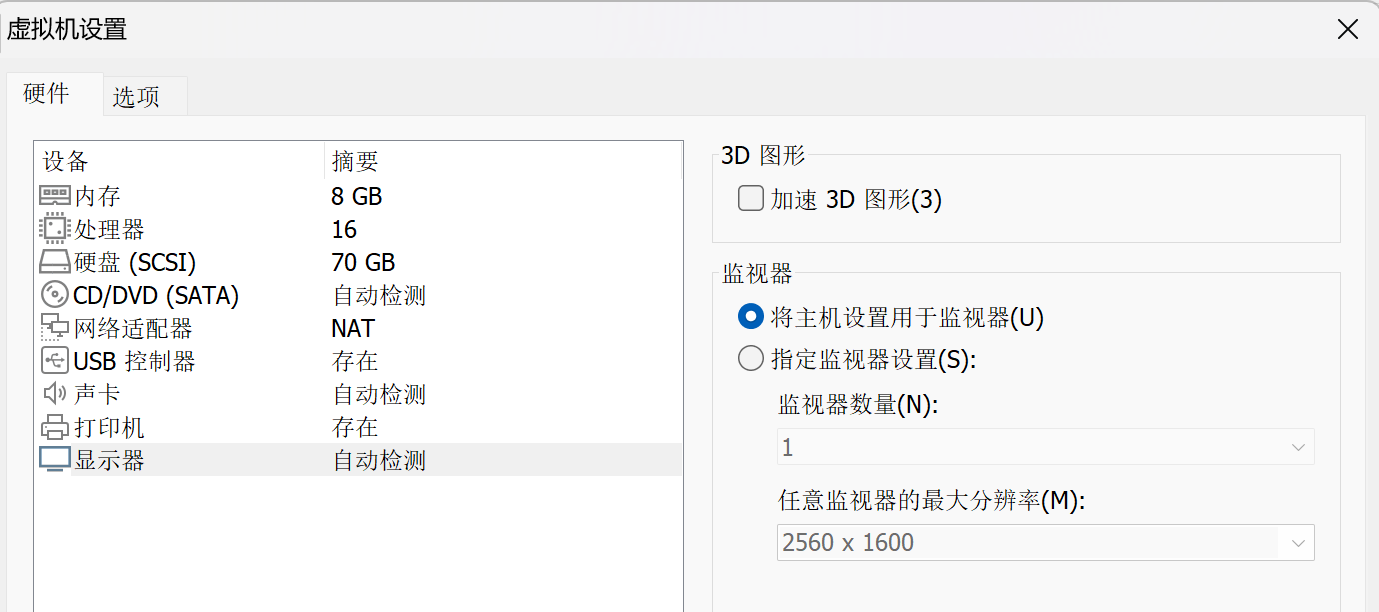 虚拟机设置
硬件
选项
设备 摘要
内存 8 GB
处理器 16
硬盘 (SCSI) 70 GB
CD/DVD (SATA) 自动检测
网络适配器 NAT
USB 控制器 存在
声卡 自动检测
打印机 存在
显示器 自动检测
3D 图形
加速 3D 图形(3)
监视器
将主机设置用于监视器(U)
指定监视器设置(S):
监视器数量(N):
1
任意监视器的最大分辨率(M):
2560 x 1600